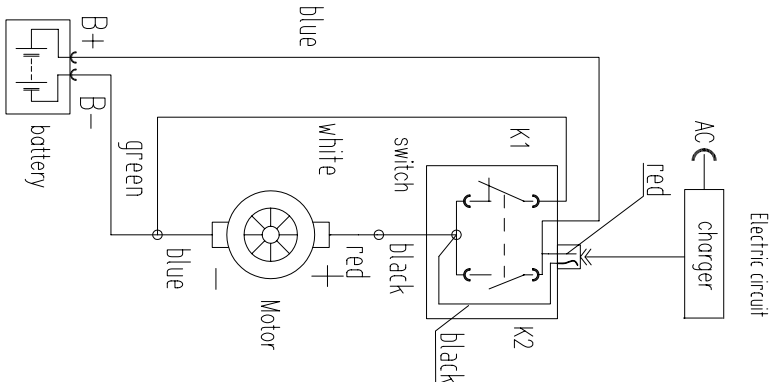 Electric circuit
AC
charger
red
blue
K1
K2
switch
white
black
black
red
+
Motor
-
blue
green
B+
B-
battery